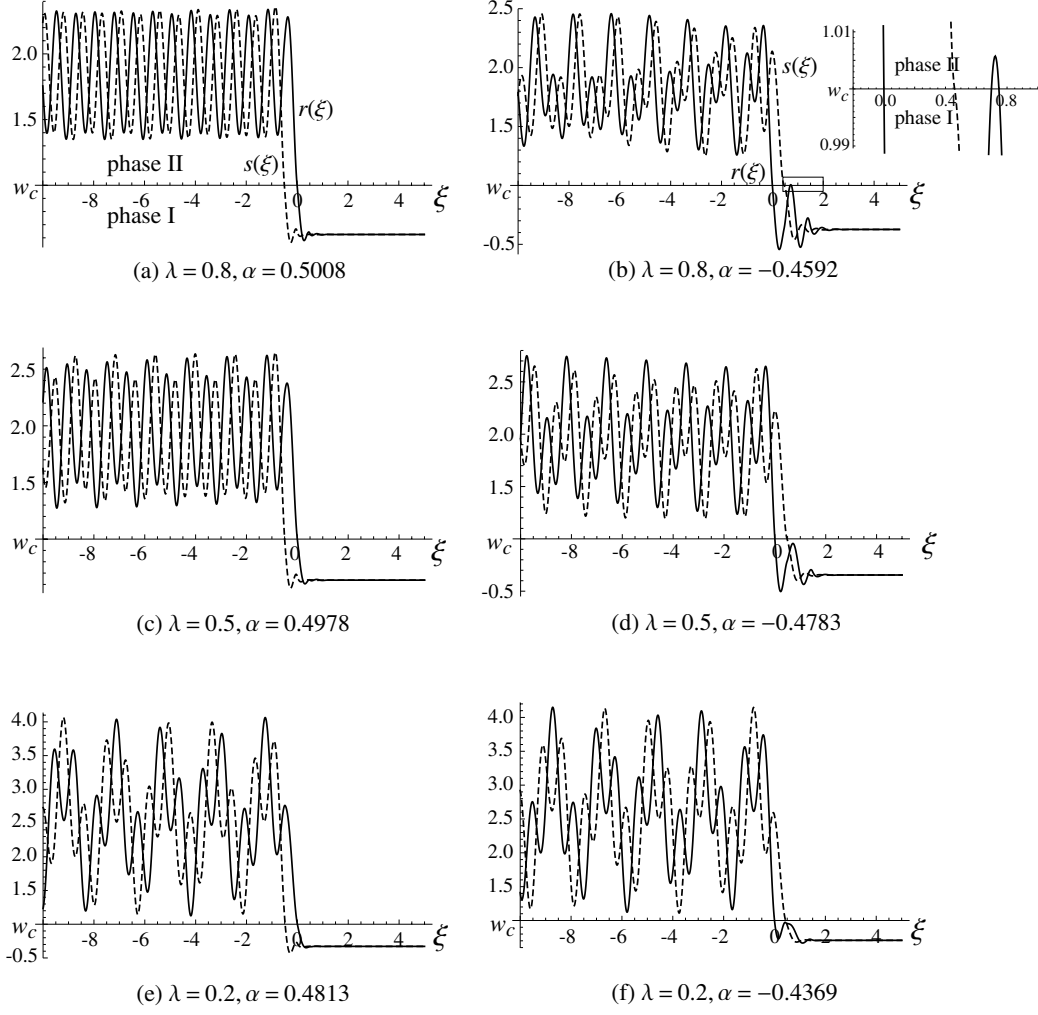 2.0
1.5
w_c
-0.5
-8 -6 -4 -2 0 2 4 ξ
r(ξ)
s(ξ)
phase II
phase I
(a) λ = 0.8, α = 0.5008
2.5
2.0
1.5
w_c
-0.5
-8 -6 -4 -2 0 2 4 ξ
s(ξ)
r(ξ)
1.01
w_c
0.99
0.0 0.4 0.8
phase II
phase I
(b) λ = 0.8, α = −0.4592
2.5
2.0
1.5
w_c
-8 -6 -4 -2 0 2 4 ξ
(c) λ = 0.5, α = 0.4978
2.5
2.0
1.5
w_c
-0.5
-8 -6 -4 -2 0 2 4 ξ
(d) λ = 0.5, α = −0.4783
4.0
3.5
3.0
2.5
2.0
1.5
w_c
-0.5
-8 -6 -4 -2 0 2 4 ξ
(e) λ = 0.2, α = 0.4813
4.0
3.5
3.0
2.5
2.0
1.5
w_c
-8 -6 -4 -2 0 2 4 ξ
(f) λ = 0.2, α = −0.4369